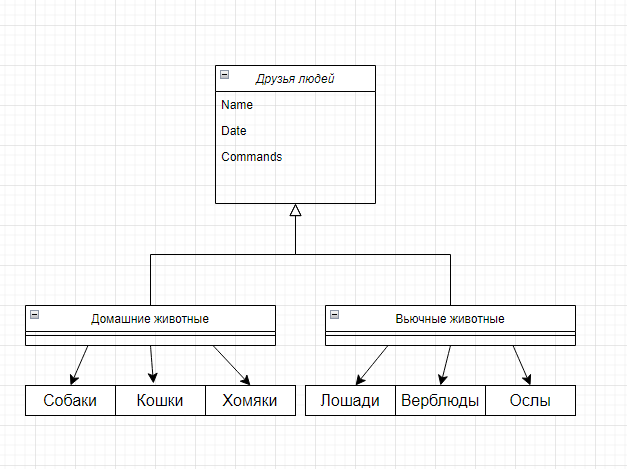 Друзья людей
Name
Date
Commands
Домашние животные
Вьючные животные
Собаки
Кошки
Хомяки
Лошади
Верблюды
Ослы